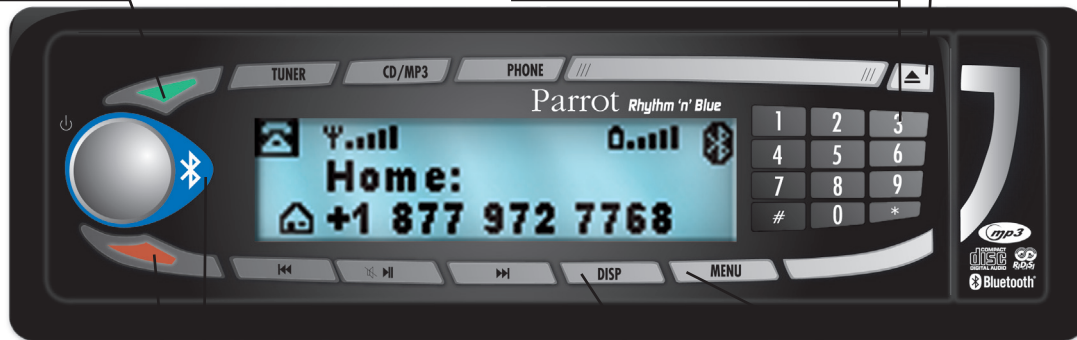 TUNER CD/MP3 PHONE
Parrot Rhythm 'n' Blue
Home:
+1 877 972 7768
1 2 3
4 5 6
7 8 9
# 0 *
DISP MENU
mp3
COMPACT
disc
DIGITAL AUDIO
R.D.S
Bluetooth®